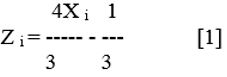 4X i 1
Z i = ----- - --- [1]
3 3